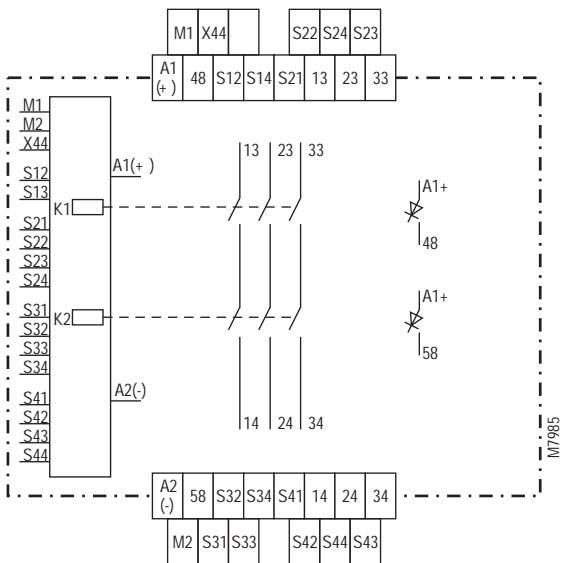 M1 X44 S22 S24 S23
A1 (+) 48 S12 S14 S21 13 23 33
M1
M2
X44
S12
S13
S21
S22
S23
S24
S31
S32
S33
S34
S41
S42
S43
S44
K1
K2
A1(+ )
A2(-)
13 23 33
14 24 34
A1+
48
A1+
58
M7985
A2 (-) 58 S32 S34 S41 14 24 34
M2 S31 S33 S42 S44 S43